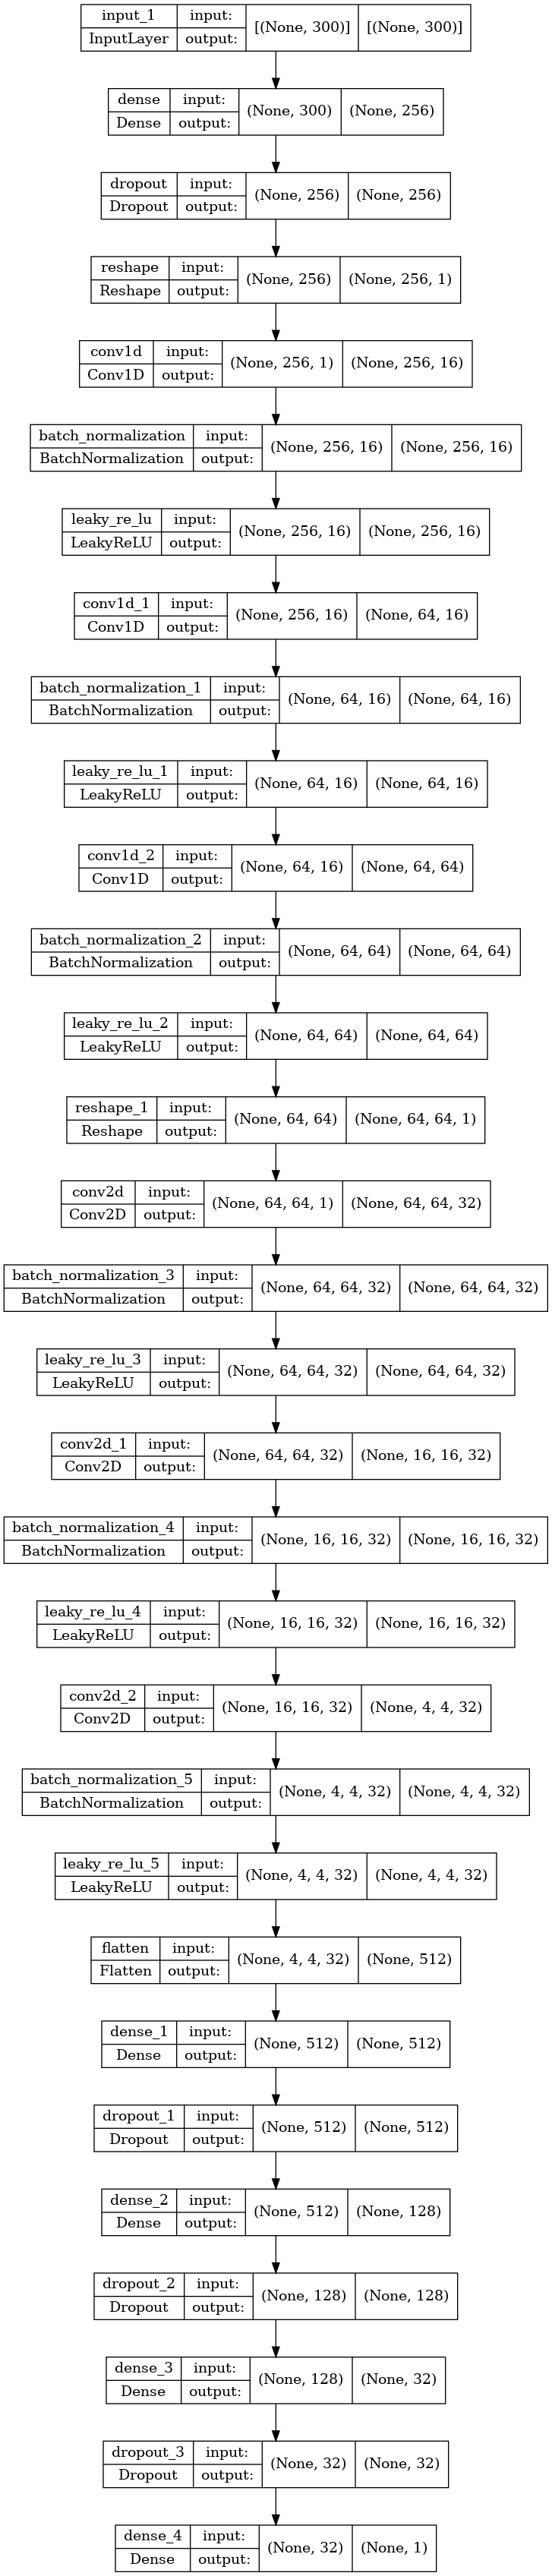 input_1 input: [(None, 300)] [(None, 300)]
InputLayer output:
dense input: (None, 300) (None, 256)
Dense output:
dropout input: (None, 256) (None, 256)
Dropout output:
reshape input: (None, 256) (None, 256, 1)
Reshape output:
conv1d input: (None, 256, 1) (None, 256, 16)
Conv1D output:
batch_normalization input: (None, 256, 16) (None, 256, 16)
BatchNormalization output:
leaky_re_lu input: (None, 256, 16) (None, 256, 16)
LeakyReLU output:
conv1d_1 input: (None, 256, 16) (None, 64, 16)
Conv1D output:
batch_normalization_1 input: (None, 64, 16) (None, 64, 16)
BatchNormalization output:
leaky_re_lu_1 input: (None, 64, 16) (None, 64, 16)
LeakyReLU output:
conv1d_2 input: (None, 64, 16) (None, 64, 64)
Conv1D output:
batch_normalization_2 input: (None, 64, 64) (None, 64, 64)
BatchNormalization output:
leaky_re_lu_2 input: (None, 64, 64) (None, 64, 64)
LeakyReLU output:
reshape_1 input: (None, 64, 64) (None, 64, 64, 1)
Reshape output:
conv2d input: (None, 64, 64, 1) (None, 64, 64, 32)
Conv2D output:
batch_normalization_3 input: (None, 64, 64, 32) (None, 64, 64, 32)
BatchNormalization output:
leaky_re_lu_3 input: (None, 64, 64, 32) (None, 64, 64, 32)
LeakyReLU output:
conv2d_1 input: (None, 64, 64, 32) (None, 16, 16, 32)
Conv2D output:
batch_normalization_4 input: (None, 16, 16, 32) (None, 16, 16, 32)
BatchNormalization output:
leaky_re_lu_4 input: (None, 16, 16, 32) (None, 16, 16, 32)
LeakyReLU output:
conv2d_2 input: (None, 16, 16, 32) (None, 4, 4, 32)
Conv2D output:
batch_normalization_5 input: (None, 4, 4, 32) (None, 4, 4, 32)
BatchNormalization output:
leaky_re_lu_5 input: (None, 4, 4, 32) (None, 4, 4, 32)
LeakyReLU output:
flatten input: (None, 4, 4, 32) (None, 512)
Flatten output:
dense_1 input: (None, 512) (None, 512)
Dense output:
dropout_1 input: (None, 512) (None, 512)
Dropout output:
dense_2 input: (None, 512) (None, 128)
Dense output:
dropout_2 input: (None, 128) (None, 128)
Dropout output:
dense_3 input: (None, 128) (None, 32)
Dense output:
dropout_3 input: (None, 32) (None, 32)
Dropout output:
dense_4 input: (None, 32) (None, 1)
Dense output: